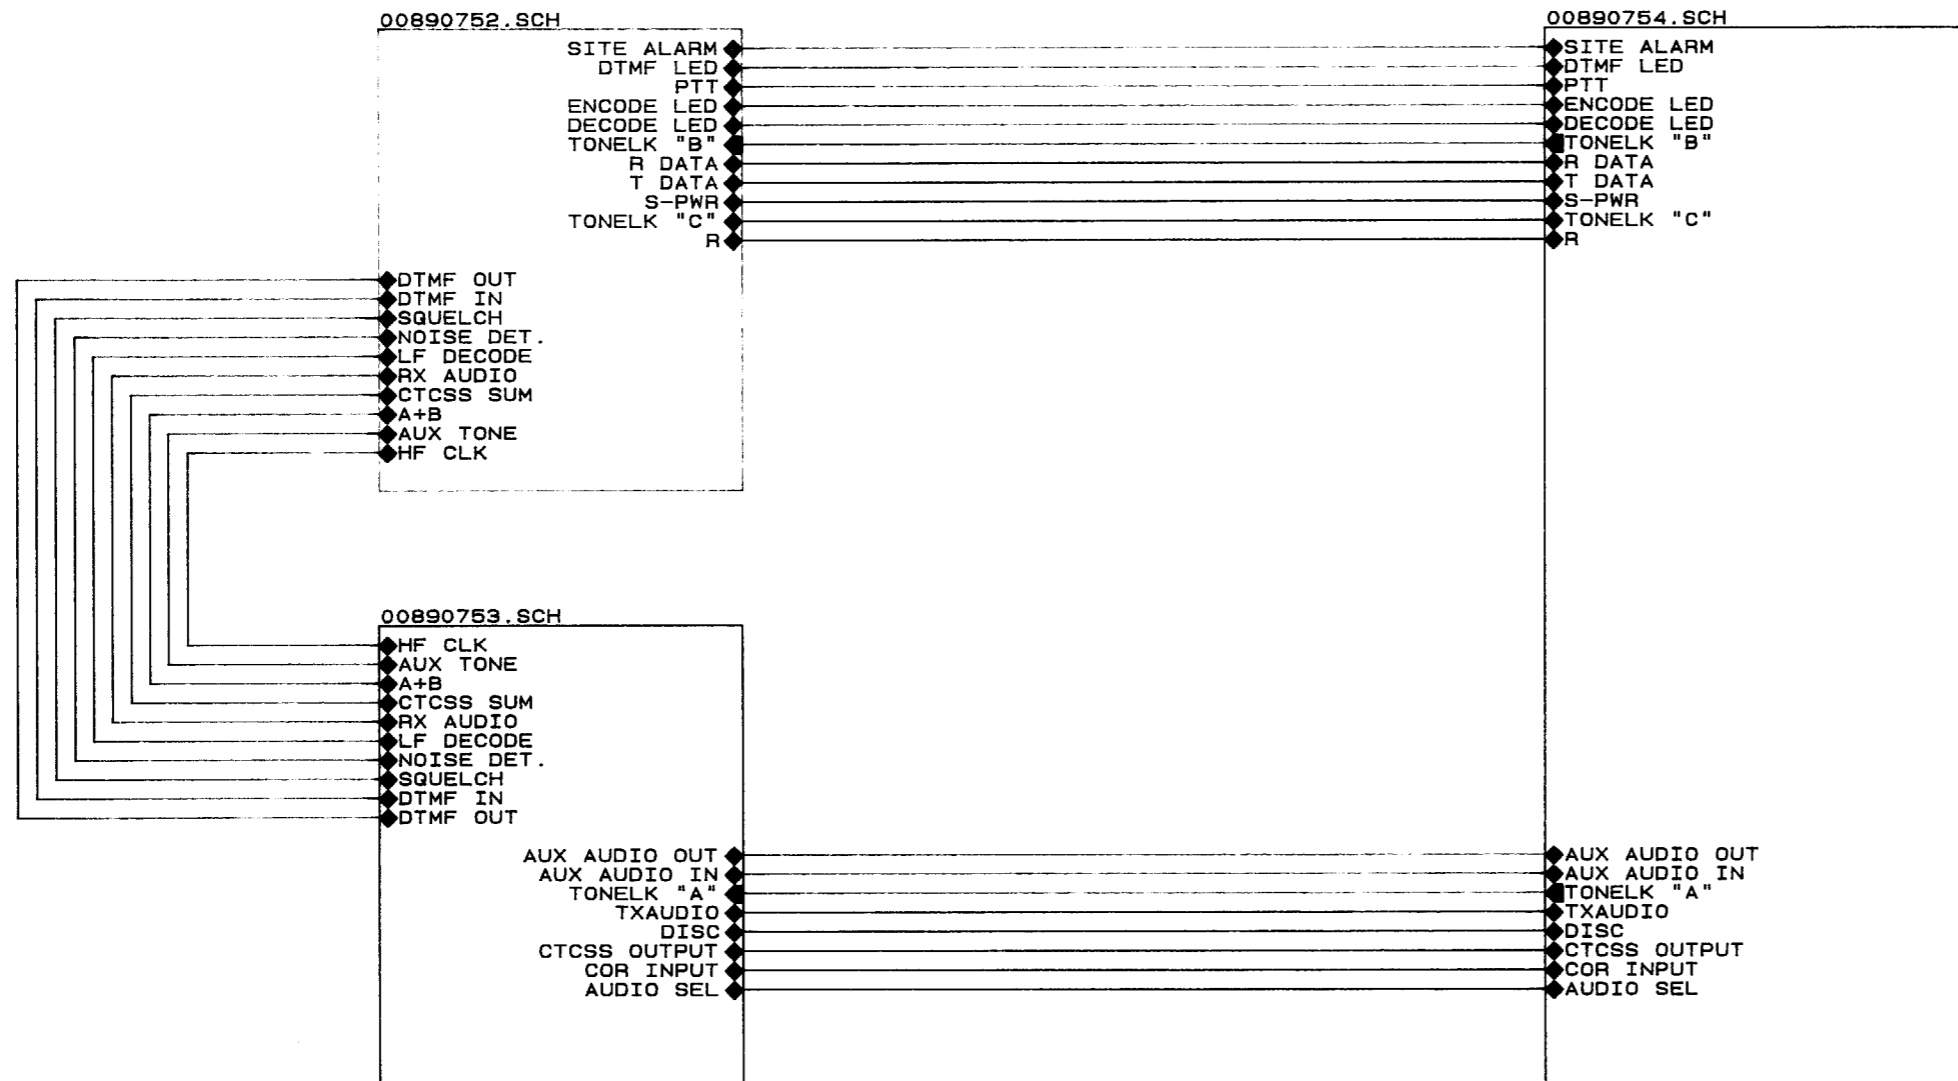 00890752.SCH
SITE ALARM
DTMF LED
PTT
ENCODE LED
DECODE LED
TONELK "B"
R DATA
T DATA
S-PWR
TONELK "C"
R
DTMF OUT
DTMF IN
SQUELCH
NOISE DET.
LF DECODE
RX AUDIO
CTCSS SUM
A+B
AUX TONE
HF CLK
00890754.SCH
SITE ALARM
DTMF LED
PTT
ENCODE LED
DECODE LED
TONELK "B"
R DATA
T DATA
S-PWR
TONELK "C"
R
00890753.SCH
HF CLK
AUX TONE
A+B
CTCSS SUM
RX AUDIO
LF DECODE
NOISE DET.
SQUELCH
DTMF IN
DTMF OUT
AUX AUDIO OUT
AUX AUDIO IN
TONELK "A"
TXAUDIO
DISC
CTCSS OUTPUT
COR INPUT
AUDIO SEL
AUX AUDIO OUT
AUX AUDIO IN
TONELK "A"
TXAUDIO
DISC
CTCSS OUTPUT
COR INPUT
AUDIO SEL